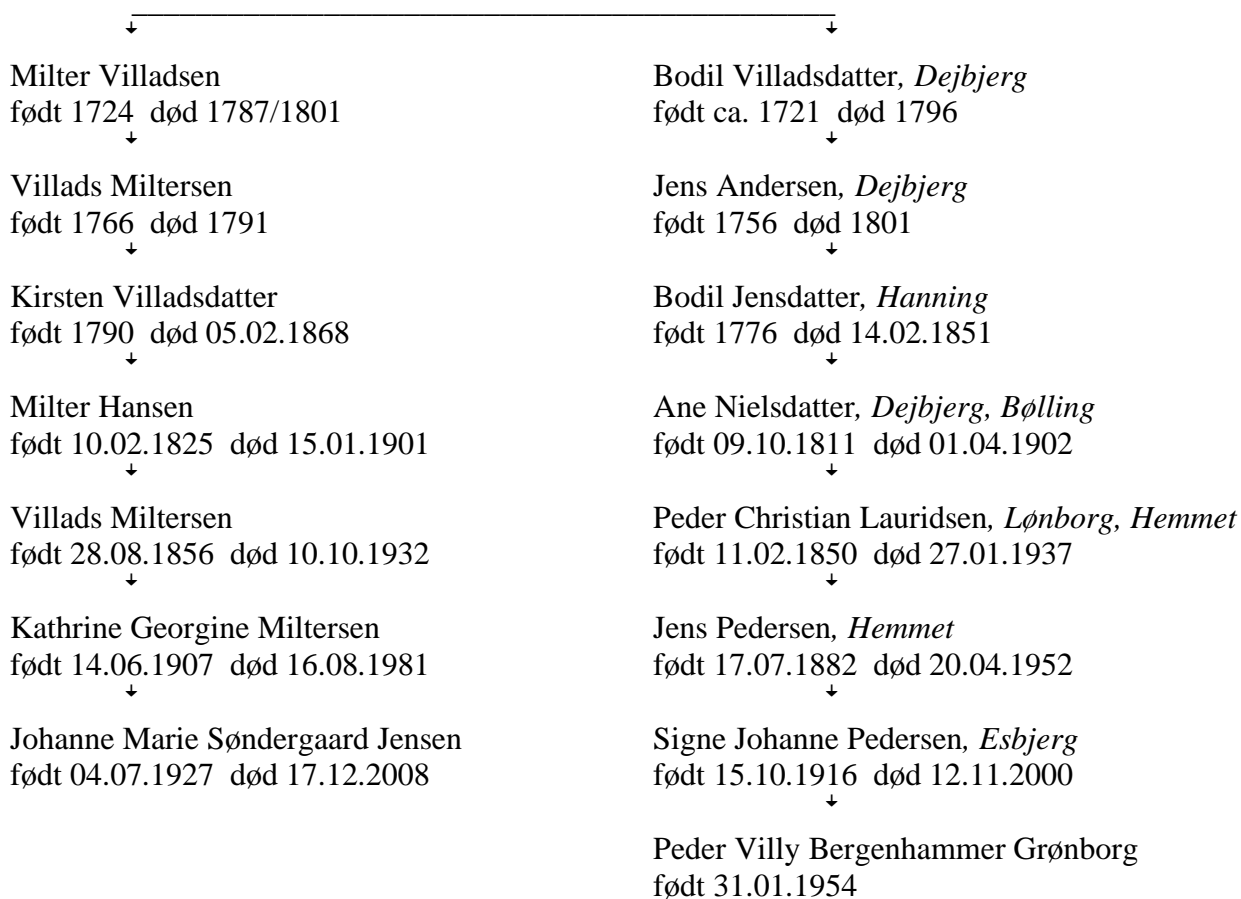 Milter Villadsen
født 1724 død 1787/1801
Villads Miltersen
født 1766 død 1791
Kirsten Villadsdatter
født 1790 død 05.02.1868
Milter Hansen
født 10.02.1825 død 15.01.1901
Villads Miltersen
født 28.08.1856 død 10.10.1932
Kathrine Georgine Miltersen
født 14.06.1907 død 16.08.1981
Johanne Marie Søndergaard Jensen
født 04.07.1927 død 17.12.2008
Bodil Villadsdatter, Dejbjerg
født ca. 1721 død 1796
Jens Andersen, Dejbjerg
født 1756 død 1801
Bodil Jensdatter, Hanning
født 1776 død 14.02.1851
Ane Nielsdatter, Dejbjerg, Bølling
født 09.10.1811 død 01.04.1902
Peder Christian Lauridsen, Lønborg, Hemmet
født 11.02.1850 død 27.01.1937
Jens Pedersen, Hemmet
født 17.07.1882 død 20.04.1952
Signe Johanne Pedersen, Esbjerg
født 15.10.1916 død 12.11.2000
Peder Villy Bergenhammer Grønborg
født 31.01.1954